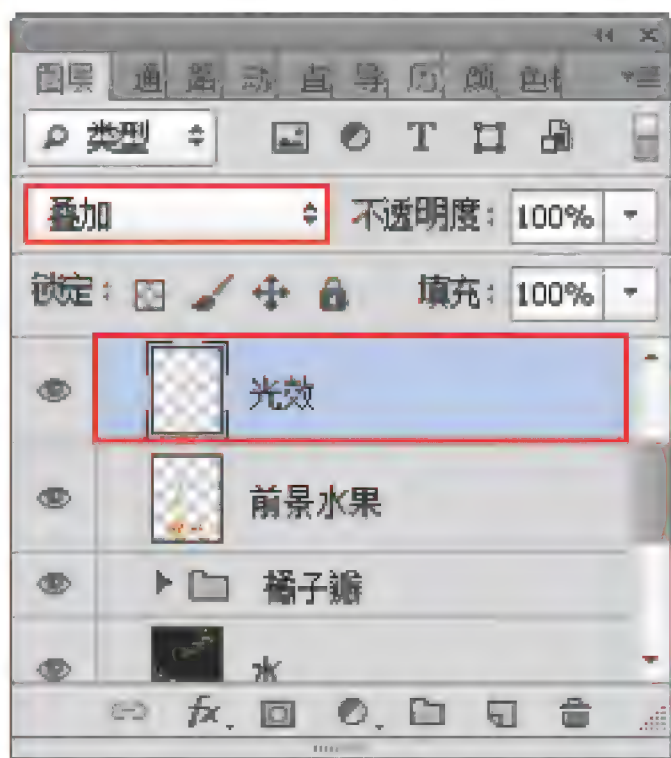 图层 通 路 动 直 导 历 颜 色
类型 T
叠加 不透明度: 100%
锁定: 填充: 100%
光效
前景水果
橘子瓣
水
fx